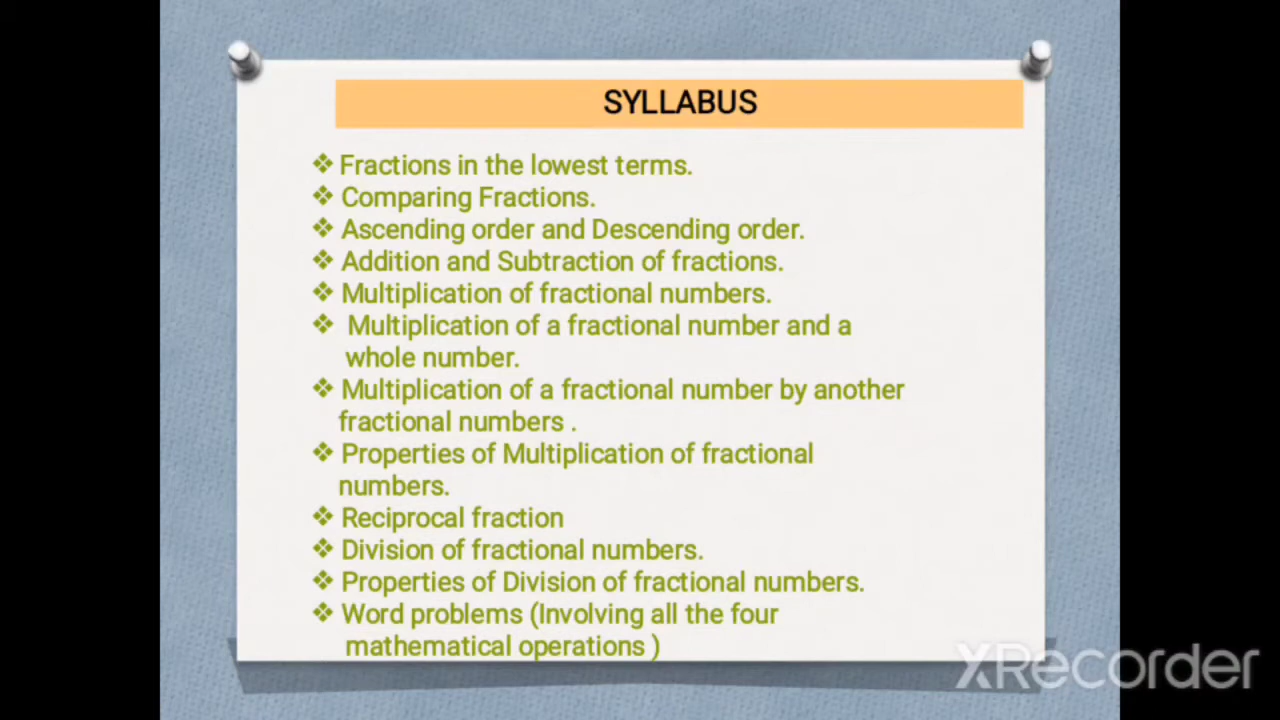 SYLLABUS
❖ Fractions in the lowest terms.
❖ Comparing Fractions.
❖ Ascending order and Descending order.
❖ Addition and Subtraction of fractions.
❖ Multiplication of fractional numbers.
❖ Multiplication of a fractional number and a
whole number.
❖ Multiplication of a fractional number by another
fractional numbers .
❖ Properties of Multiplication of fractional
numbers.
❖ Reciprocal fraction
❖ Division of fractional numbers.
❖ Properties of Division of fractional numbers.
❖ Word problems (Involving all the four
mathematical operations )
XRecorder